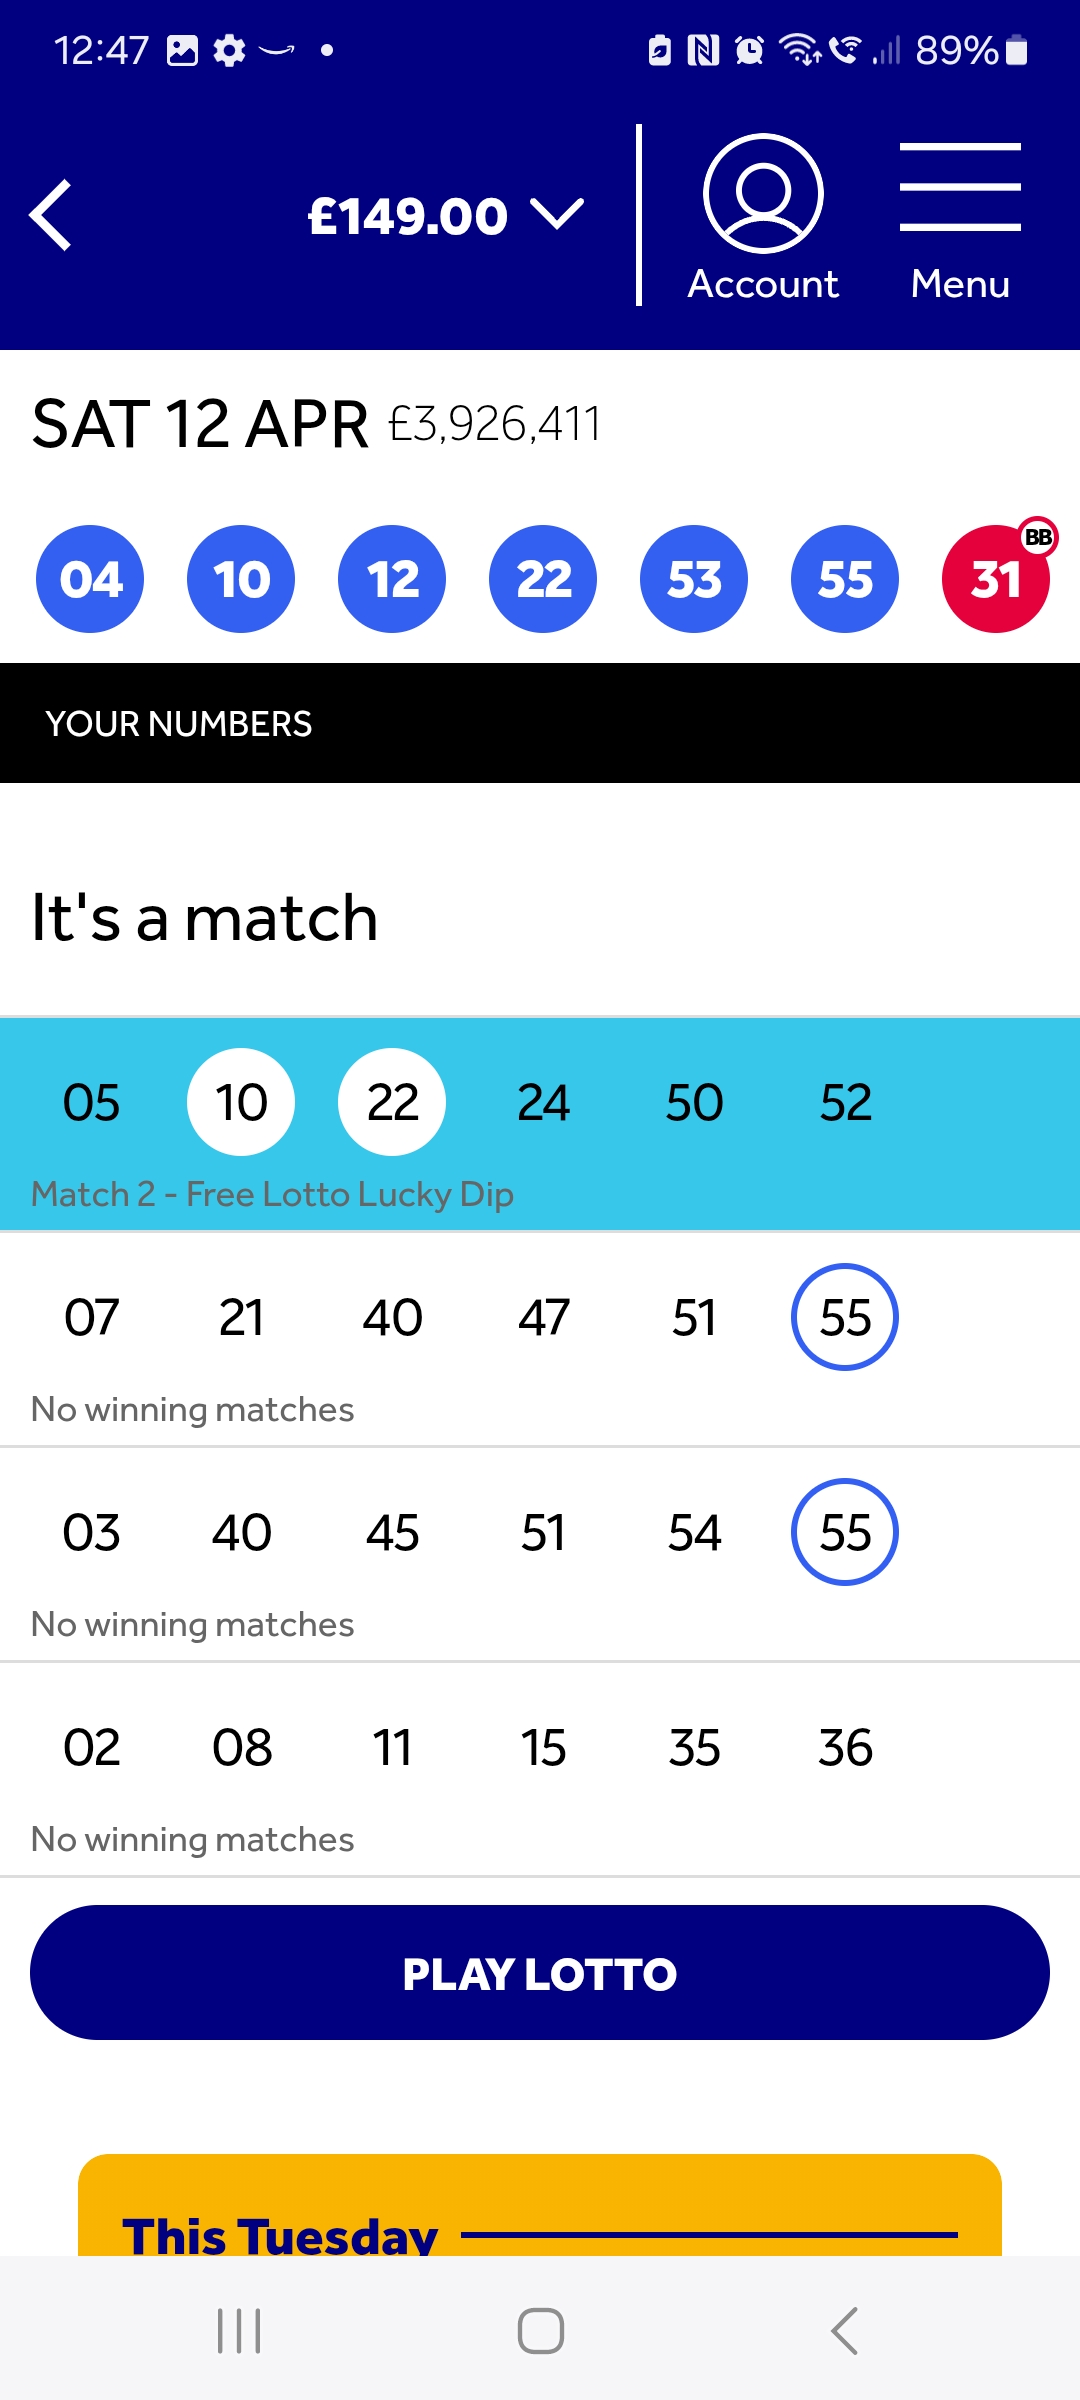 12:47 89%
£149.00
Account Menu
SAT 12 APR £3,926,411
04 10 12 22 53 55 31 BB
YOUR NUMBERS
It's a match
05 10 22 24 50 52
Match 2 - Free Lotto Lucky Dip
07 21 40 47 51 55
No winning matches
03 40 45 51 54 55
No winning matches
02 08 11 15 35 36
No winning matches
PLAY LOTTO
This Tuesday